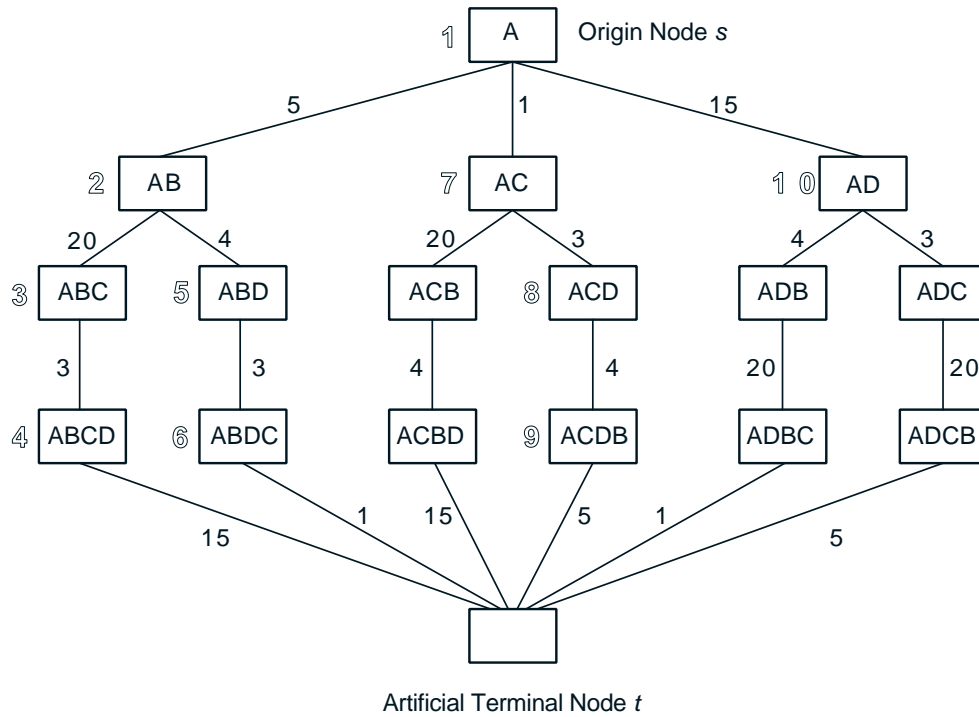 1 A Origin Node s
5 1 15
2 AB 7 AC 1 0 AD
20 4 20 3 4 3
3 ABC 5 ABD ACB 8 ACD ADB ADC
3 3 4 4 20 20
4 ABCD 6 ABDC ACBD 9 ACDB ADBC ADCB
15 1 15 5 1 5
Artificial Terminal Node t